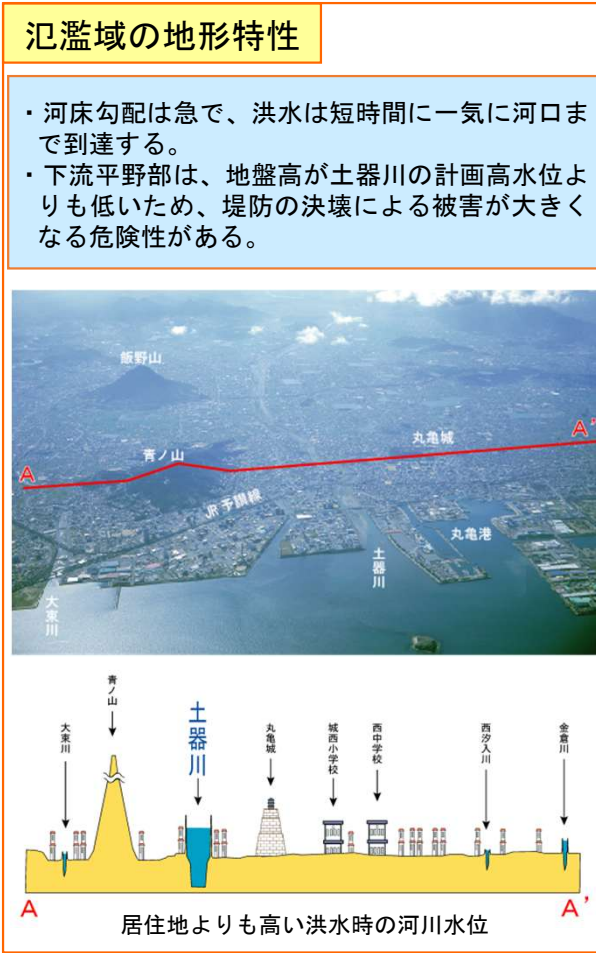 氾濫域の地形特性
・河床勾配は急で、洪水は短時間に一気に河口ま
で到達する。
・下流平野部は、地盤高が土器川の計画高水位よ
りも低いため、堤防の決壊による被害が大きく
なる危険性がある。
飯野山
丸亀城
A'
青ノ山
A
JR予讃線
丸亀港
土器川
大束川
青ノ山
大束川
土器川
丸亀城
城西小学校
西中学校
西汐入川
金倉川
A
A'
居住地よりも高い洪水時の河川水位